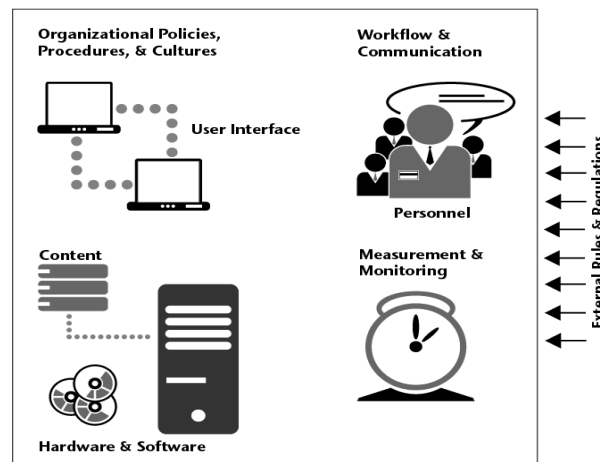 Organizational Policies,
Procedures, & Cultures
Workflow &
Communication
User Interface
Personnel
Content
Measurement &
Monitoring
Hardware & Software
External Rules & Regulations